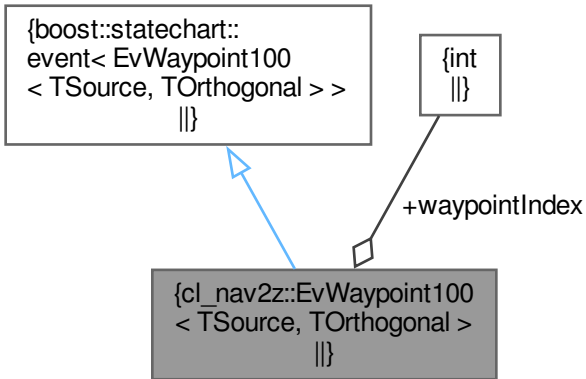 {boost::statechart::
event< EvWaypoint100
< TSource, TOrthogonal > >
||}
{int
||}
+waypointIndex
{cl_nav2z::EvWaypoint100
< TSource, TOrthogonal >
||}